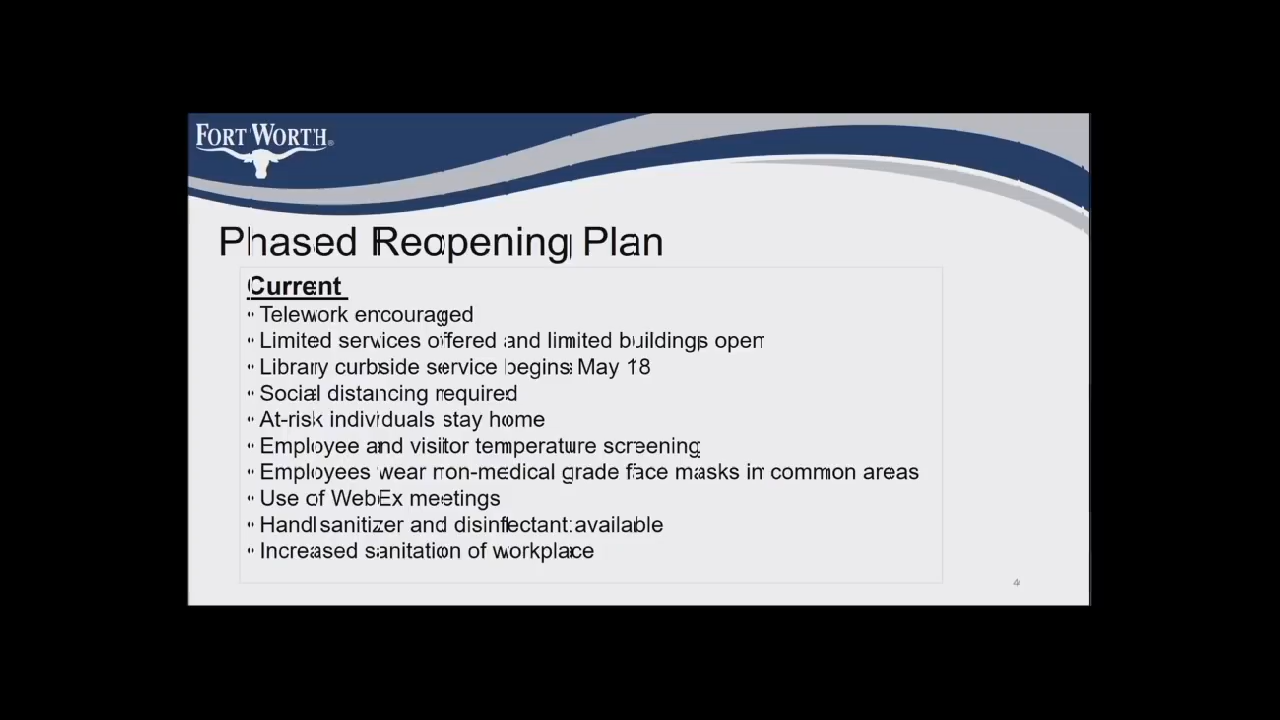 FORT WORTH®
Phased Reopening Plan
Current
• Telework encouraged
• Limited services offered and limited buildings open
• Library curbside service begins May 18
• Social distancing required
• At-risk individuals stay home
• Employee and visitor temperature screening
• Employees wear non-medical grade face masks in common areas
• Use of WebEx meetings
• Hand sanitizer and disinfectant available
• Increased sanitation of workplace
4